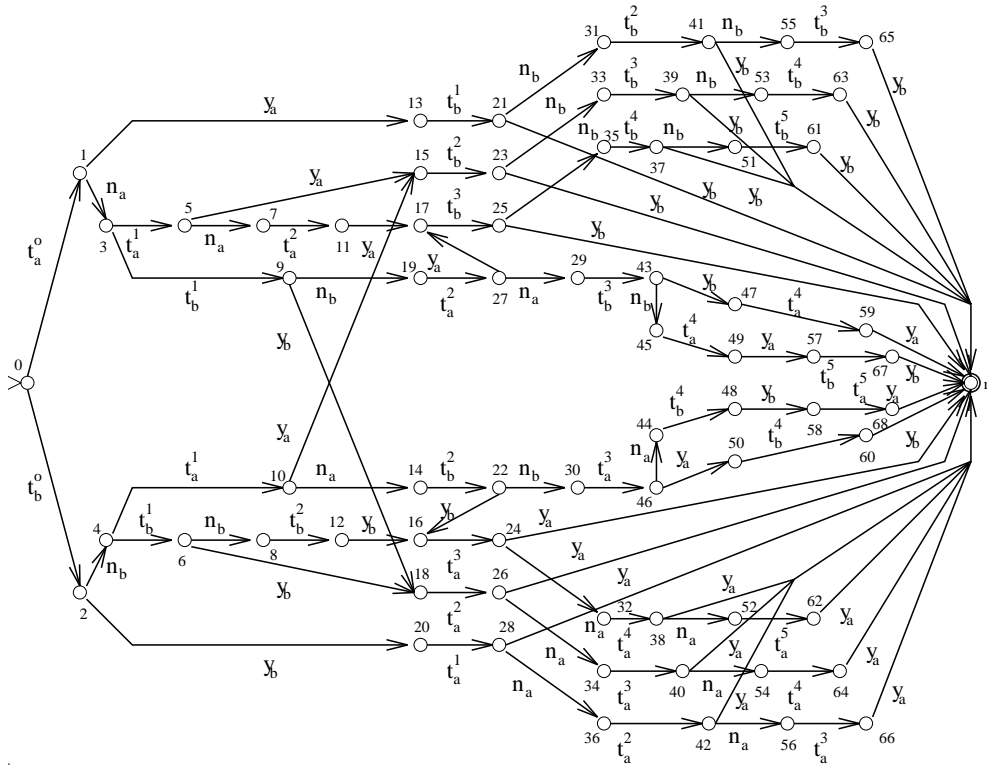 31 t_b^2 41 n_b 55 t_b^3 65
n_b y_b y_b
33 t_b^3 39 n_b 53 t_b^4 63
y_a 13 t_b^1 21 n_b y_b
n_b 35 t_b^4 n_b y_b t_b^5 61
37 51 y_b
1 15 t_b^2 23 y_b y_b
n_a y_a y_b
3 t_a^1 5 n_a 7 t_a^2 11 y_a 17 t_b^3 25 y_b
t_a^o
t_b^1 9 n_b 19 y_a t_a^2 27 n_a 29 t_b^3 43 y_b 47 t_a^4 59
n_b
y_b 45 t_a^4 49 y_a 57 t_b^5 67 y_a y_b
0
1
t_b^4 48 y_b 58 t_a^5 68 y_a
y_a 44 t_b^4 60 y_b
n_a y_a 50
t_b^o t_a^1 10 n_a 14 t_b^2 22 n_b 30 t_a^3 46
y_b
4 t_b^1 6 n_b 8 t_b^2 12 y_b 16 t_a^3 24 y_a
n_b y_b y_a
2 18 t_a^2 26 y_a y_a
n_a 32 t_a^4 38 n_a 52 t_a^5 62 y_a
y_b 20 t_a^1 28 n_a y_a
n_a 34 t_a^3 40 n_a 54 t_a^4 64 y_a
y_a y_a
36 t_a^2 42 n_a 56 t_a^3 66